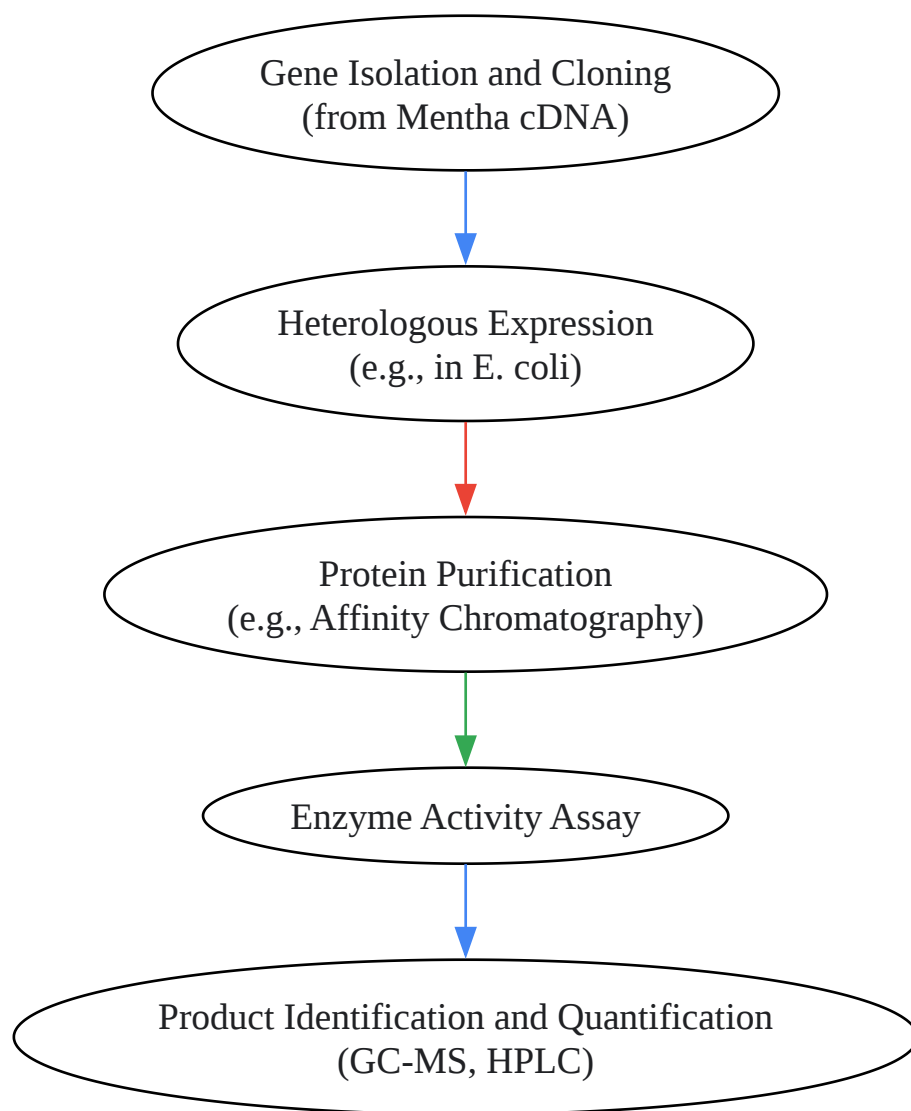 Gene Isolation and Cloning
(from Mentha cDNA)
Heterologous Expression
(e.g., in E. coli)
Protein Purification
(e.g., Affinity Chromatography)
Enzyme Activity Assay
Product Identification and Quantification
(GC-MS, HPLC)